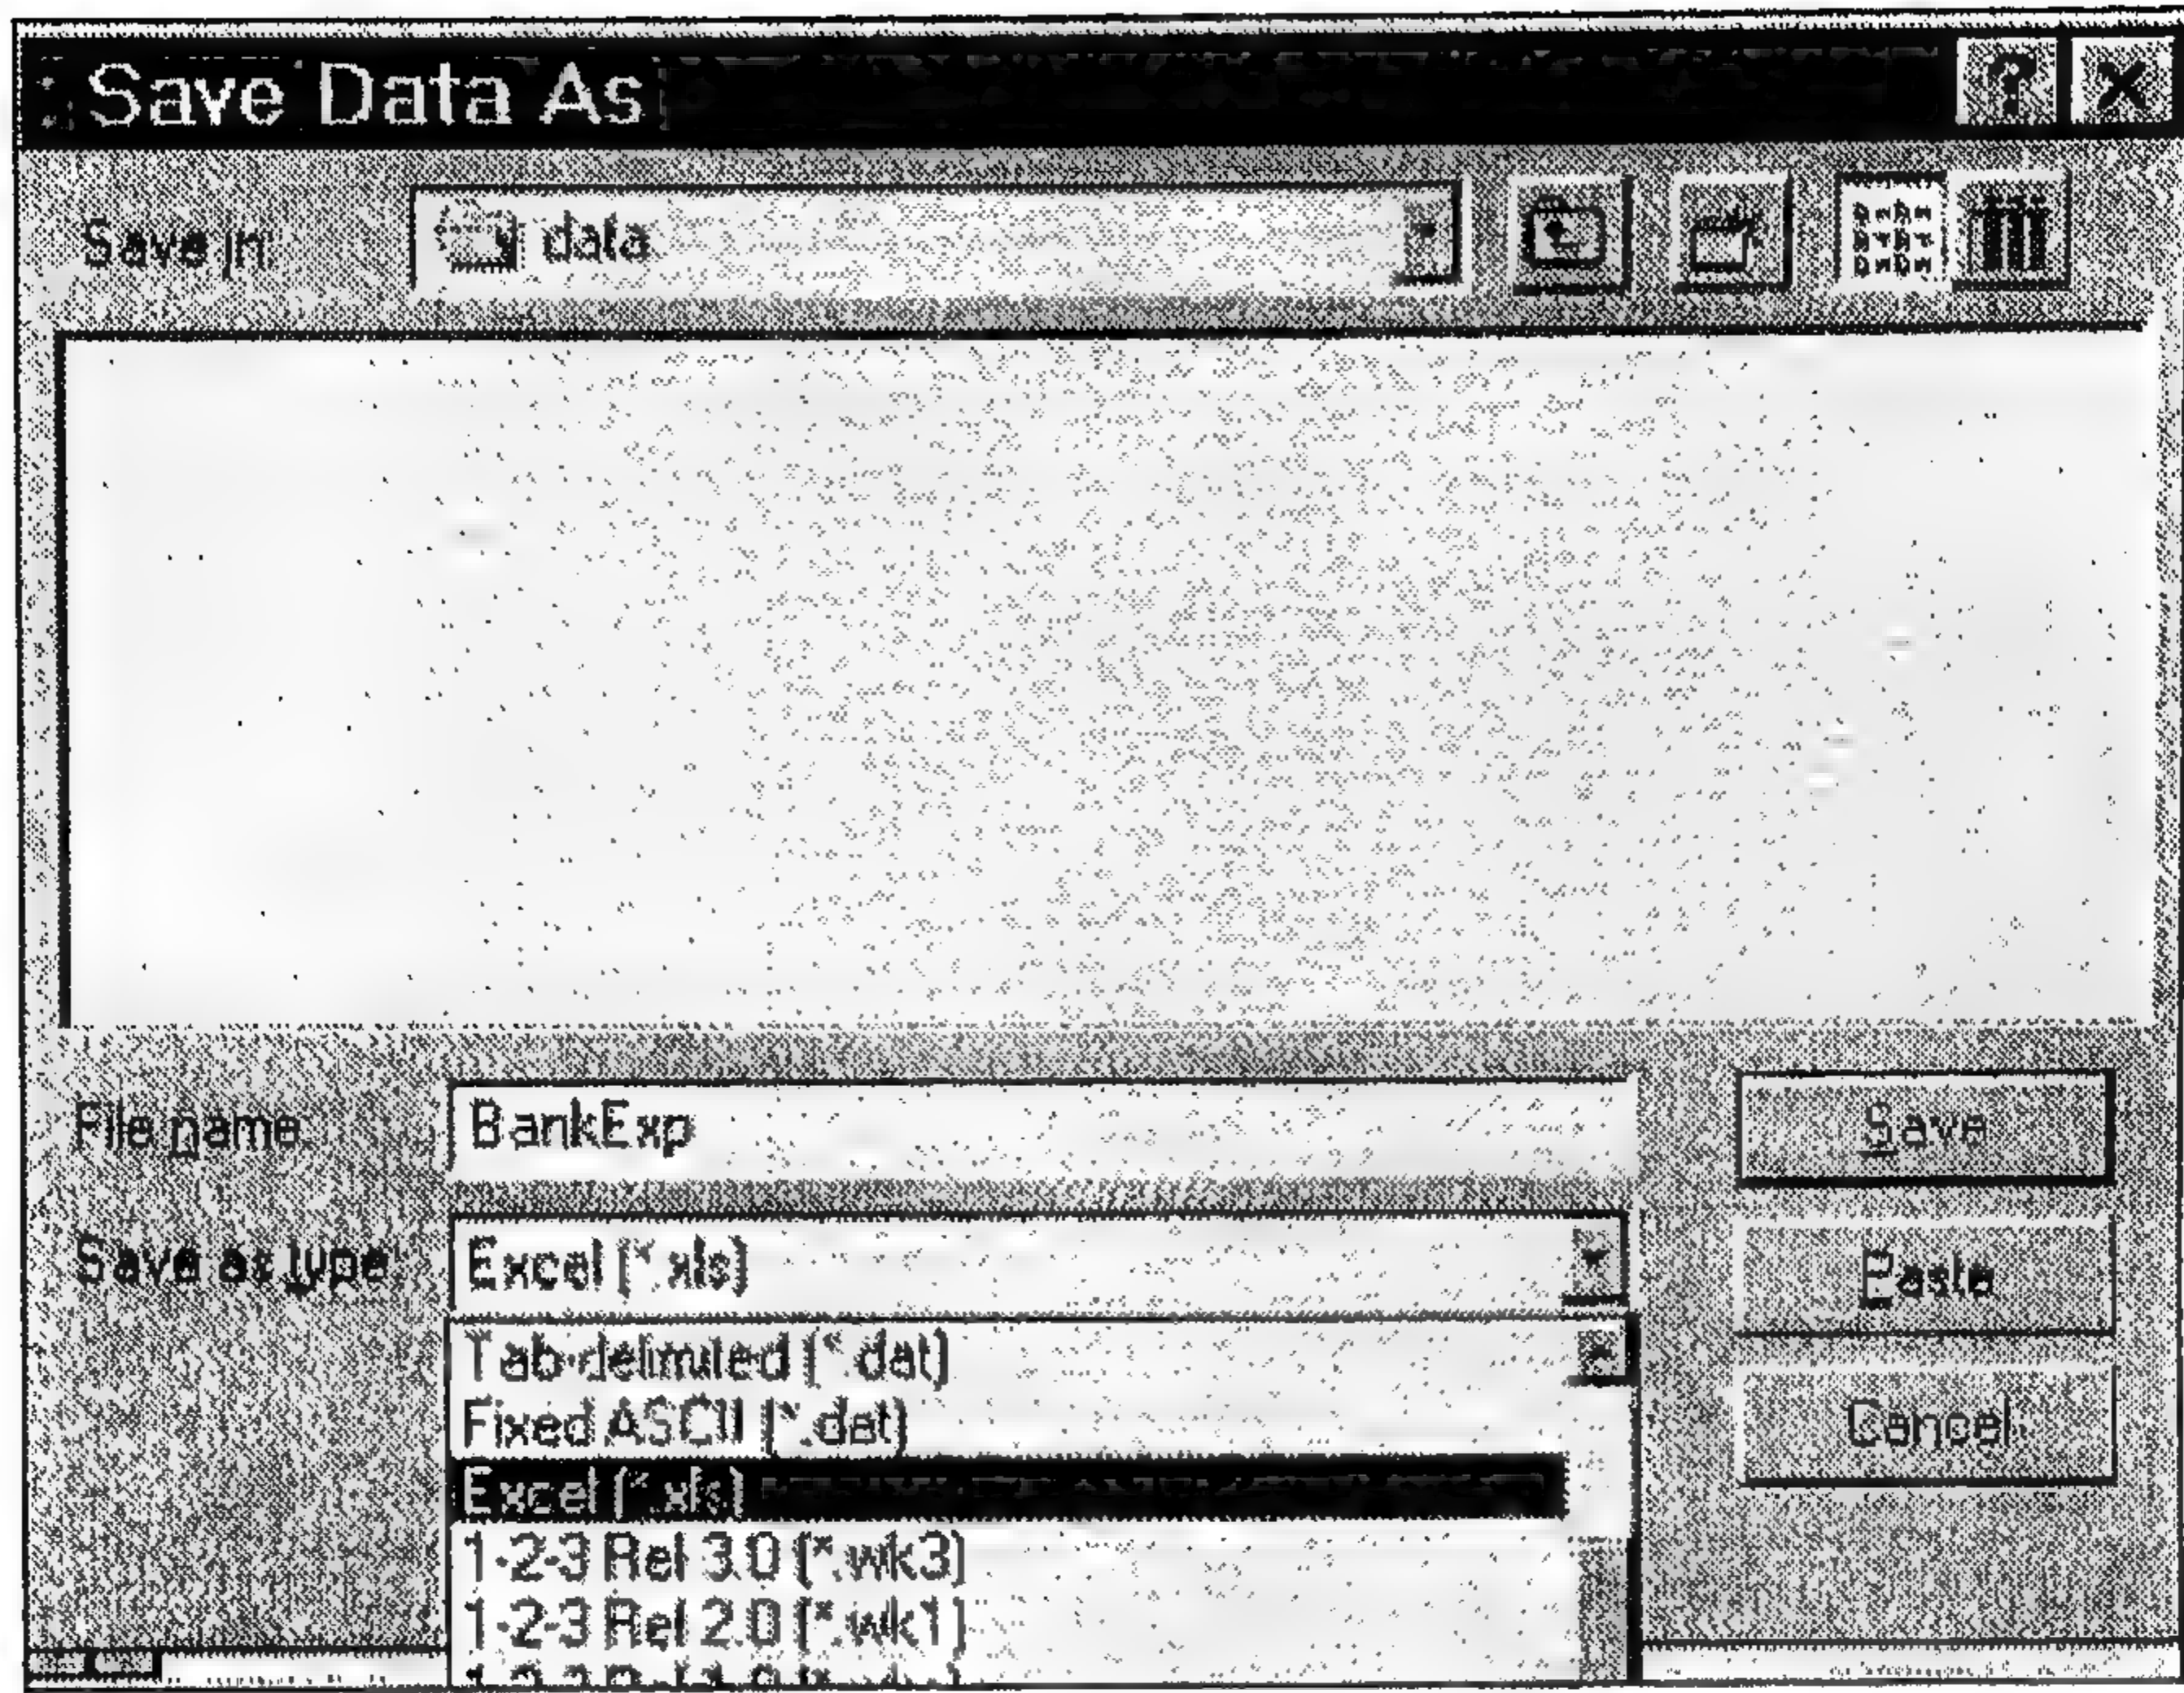 Save Data As
Save in:
data
File name:
BankExp
Save
Save as type:
Excel (*.xls)
Paste
Tab-delimited (*.dat)
Fixed ASCII (*.dat)
Cancel
Excel (*.xls)
1-2-3 Rel 3.0 (*.wk3)
1-2-3 Rel 2.0 (*.wk1)